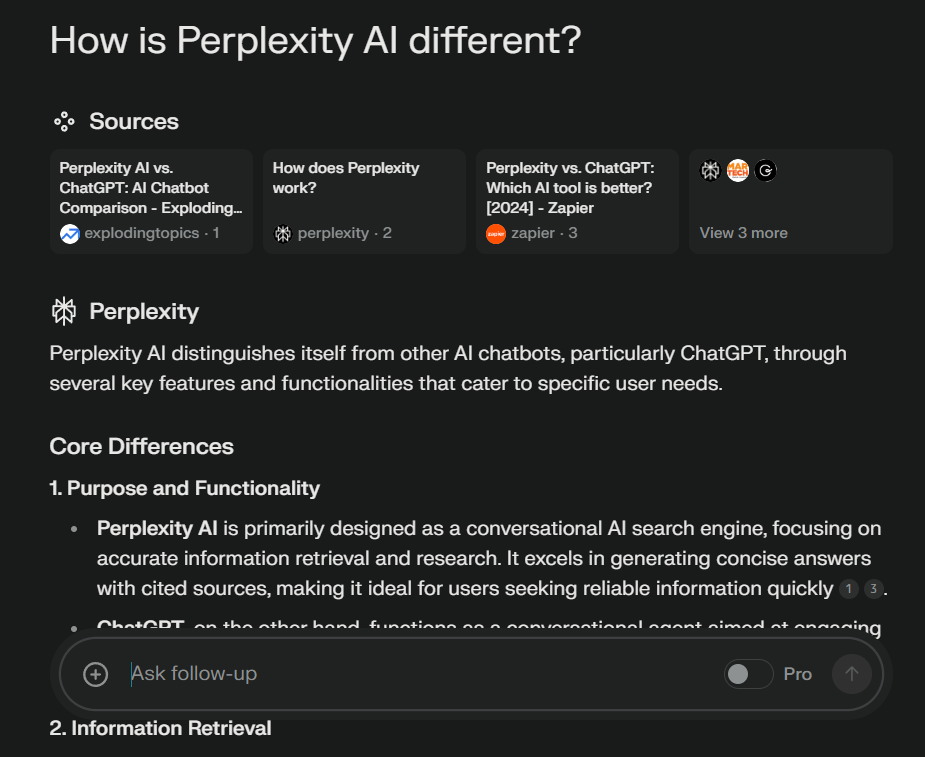 How is Perplexity AI different?
Sources
Perplexity AI vs.
ChatGPT: AI Chatbot
Comparison - Exploding...
explodingtopics · 1
How does Perplexity
work?
perplexity · 2
Perplexity vs. ChatGPT:
Which AI tool is better?
[2024] - Zapier
zapier
zapier · 3
MAR
TECH
View 3 more
Perplexity
Perplexity AI distinguishes itself from other AI chatbots, particularly ChatGPT, through
several key features and functionalities that cater to specific user needs.
Core Differences
1. Purpose and Functionality
• Perplexity AI is primarily designed as a conversational AI search engine, focusing on
accurate information retrieval and research. It excels in generating concise answers
with cited sources, making it ideal for users seeking reliable information quickly 1 3 .
• ChatGPT, on the other hand, functions as a conversational agent aimed at engaging
Ask follow-up
Pro
2. Information Retrieval